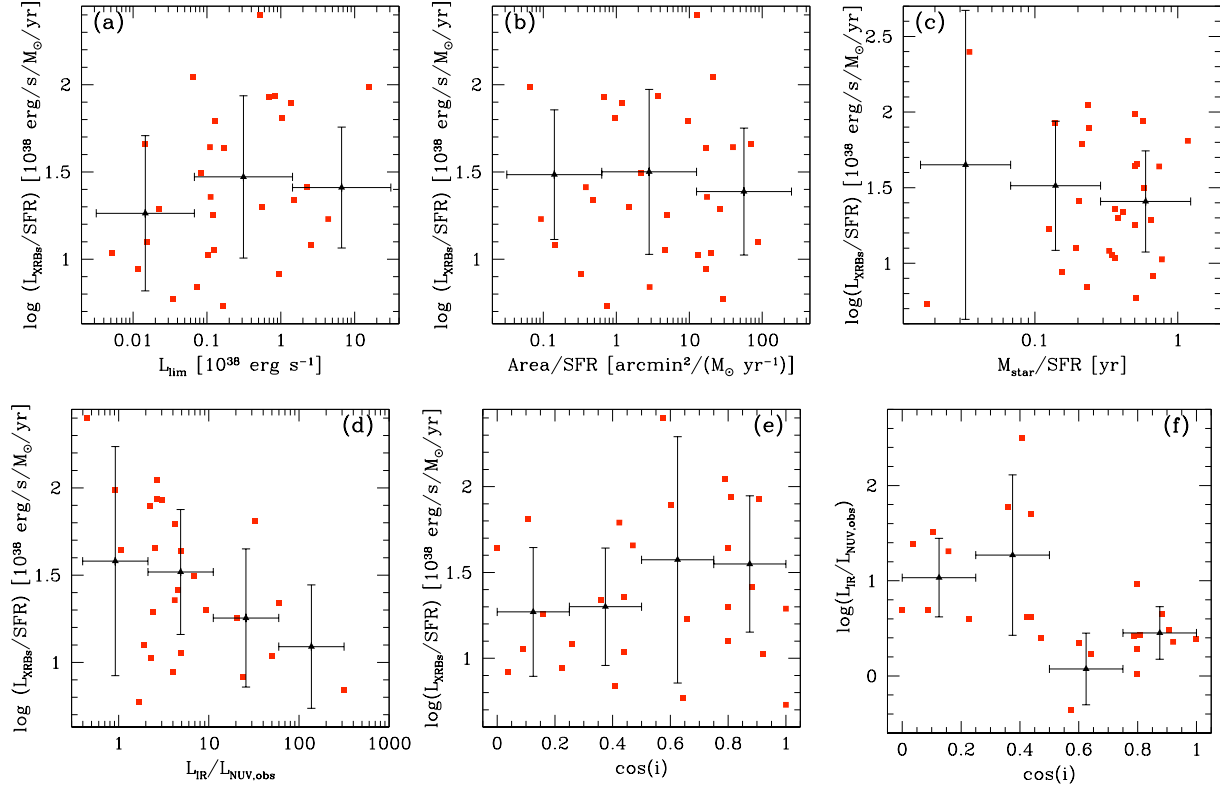 (a)
log (L_XRBs/SFR) [10^38 erg/s/M_⊙/yr]
2
1.5
1
0.01
0.1
1
10
L_lim [10^38 erg s^−1]
(b)
log (L_XRBs/SFR) [10^38 erg/s/M_⊙/yr]
2
1.5
1
0.1
1
10
100
Area/SFR [arcmin^2/(M_⊙ yr^−1)]
(c)
log(L_XRBs/SFR) [10^38 erg/s/M_⊙/yr]
2.5
2
1.5
1
0.1
1
M_star/SFR [yr]
(d)
log (L_XRBs/SFR) [10^38 erg/s/M_⊙/yr]
2
1.5
1
1
10
100
1000
L_IR/L_NUV,obs
(e)
log(L_XRBs/SFR) [10^38 erg/s/M_⊙/yr]
2
1.5
1
0
0.2
0.4
0.6
0.8
1
cos(i)
(f)
log(L_IR/L_NUV,obs)
2
1
0
0
0.2
0.4
0.6
0.8
1
cos(i)